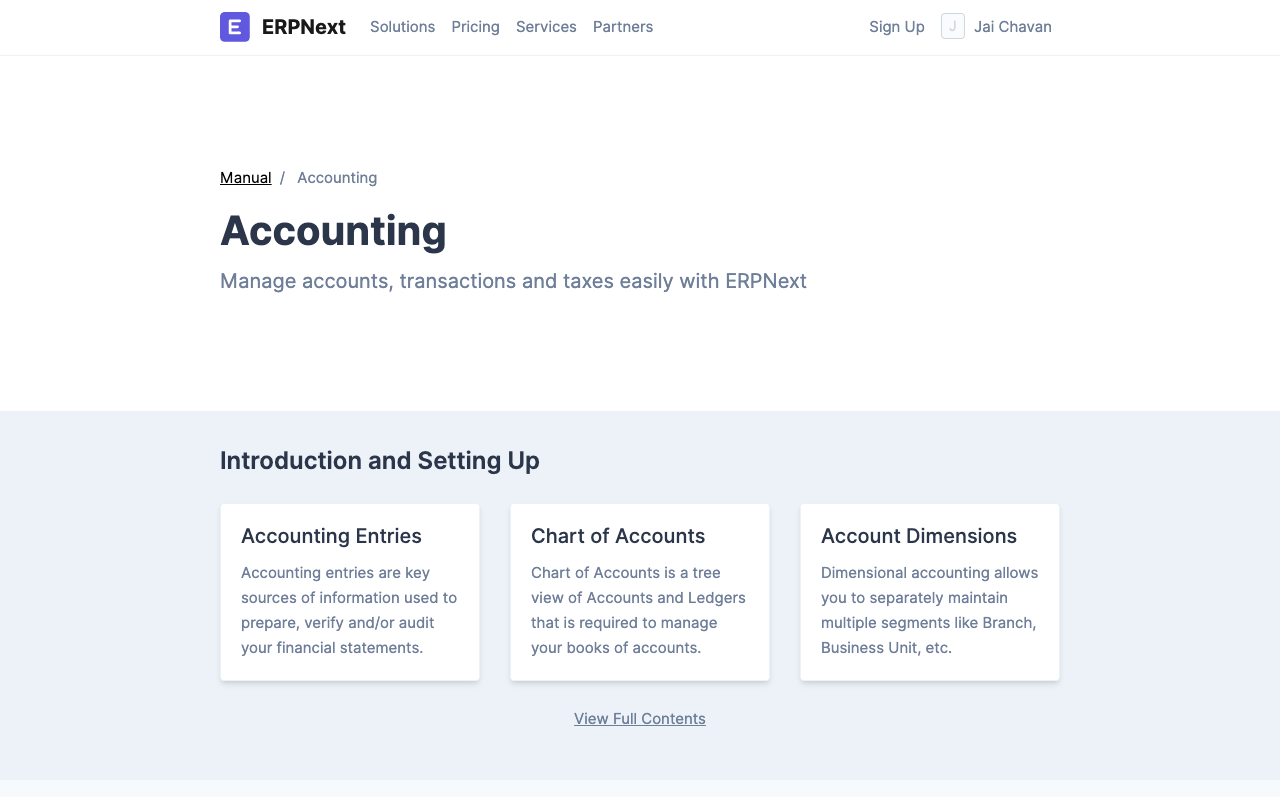 E ERPNext Solutions Pricing Services Partners Sign Up J Jai Chavan
Manual / Accounting
Accounting
Manage accounts, transactions and taxes easily with ERPNext
Introduction and Setting Up
Accounting Entries
Accounting entries are key
sources of information used to
prepare, verify and/or audit
your financial statements.
Chart of Accounts
Chart of Accounts is a tree
view of Accounts and Ledgers
that is required to manage
your books of accounts.
Account Dimensions
Dimensional accounting allows
you to separately maintain
multiple segments like Branch,
Business Unit, etc.
View Full Contents